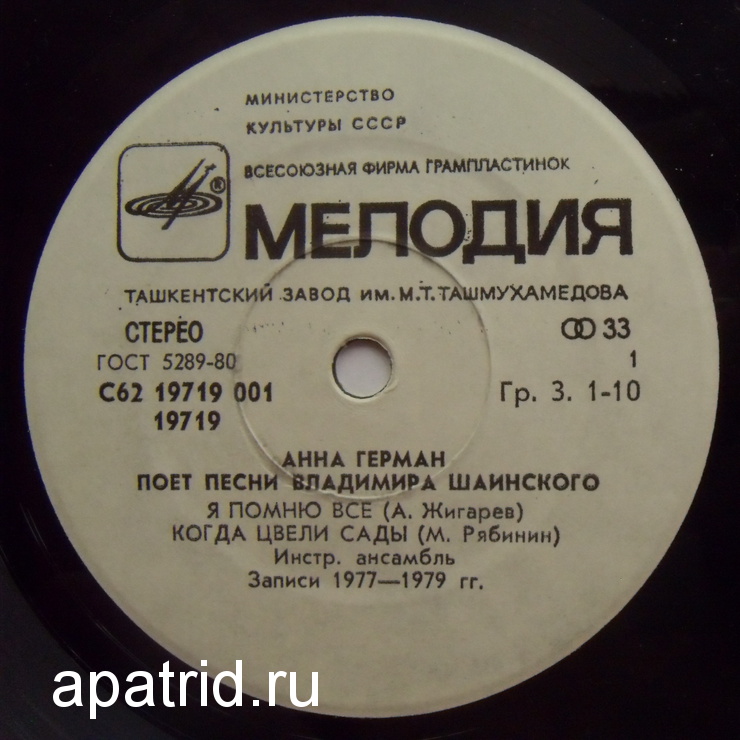 МИНИСТЕРСТВО
КУЛЬТУРЫ СССР
ВСЕСОЮЗНАЯ ФИРМА ГРАМПЛАСТИНОК
®
МЕЛОДИЯ
ТАШКЕНТСКИЙ ЗАВОД ИМ. М.Т. ТАШМУХАМЕДОВА
СТЕРЕО 33
ГОСТ 5289-80 1
С62 19719 001 Гр. 3. 1-10
19719
АННА ГЕРМАН
ПОЕТ ПЕСНИ ВЛАДИМИРА ШАИНСКОГО
Я ПОМНЮ ВСЕ (А. Жигарев)
КОГДА ЦВЕЛИ САДЫ (М. Рябинин)
Инстр. ансамбль
Записи 1977—1979 гг.
apatrid.ru